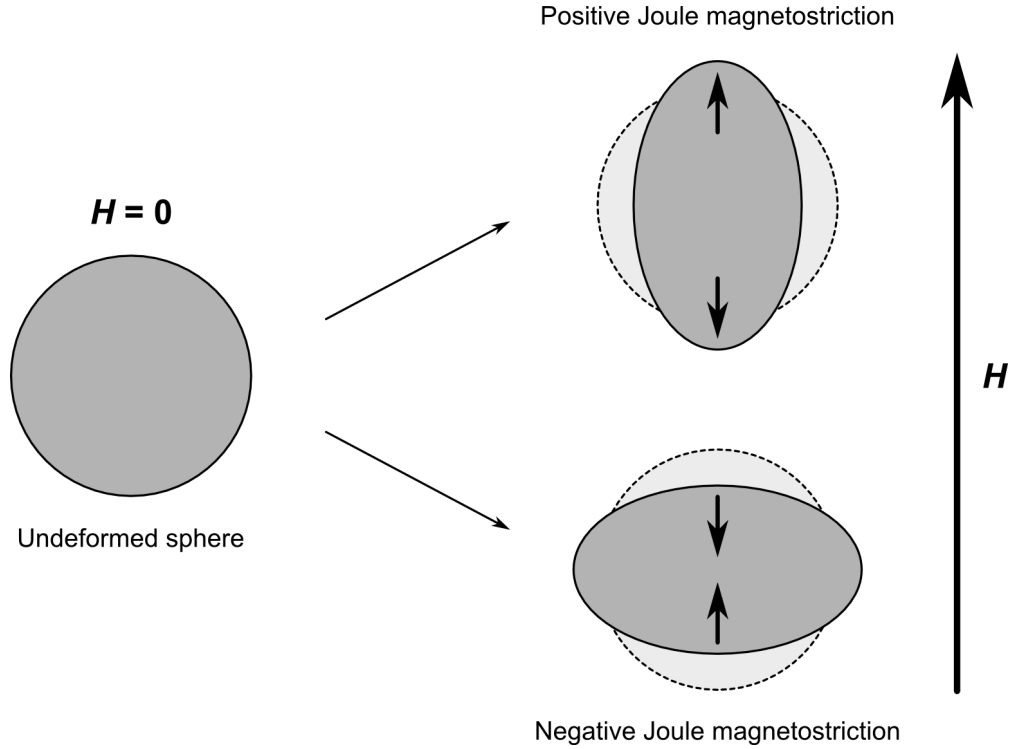 Positive Joule magnetostriction
H = 0
H
Undeformed sphere
Negative Joule magnetostriction